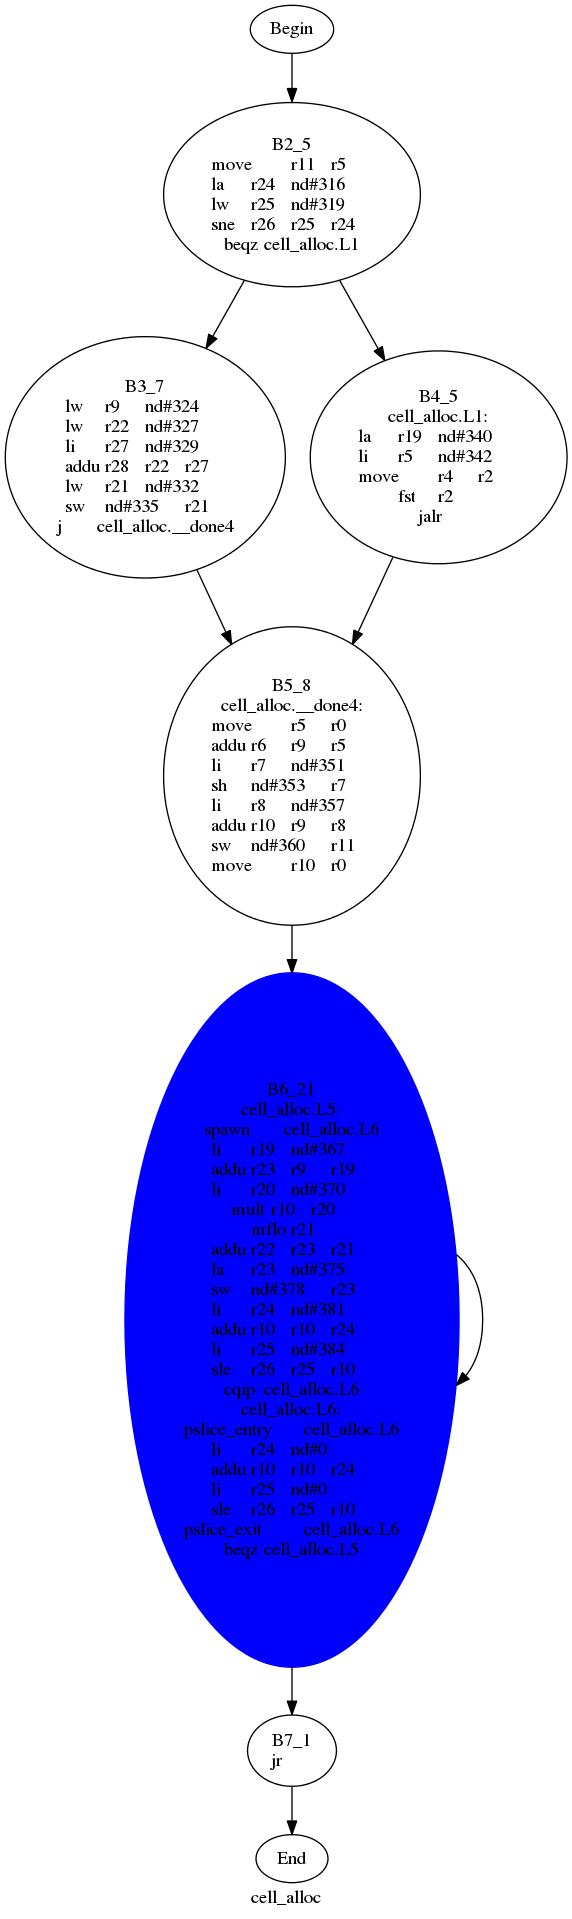 Begin
B2_5
move r11 r5
la r24 nd#316
lw r25 nd#319
sne r26 r25 r24
beqz cell_alloc.L1
B3_7
lw r9 nd#324
lw r22 nd#327
li r27 nd#329
addu r28 r22 r27
lw r21 nd#332
sw nd#335 r21
j cell_alloc.__done4
B4_5
cell_alloc.L1:
la r19 nd#340
li r5 nd#342
move r4 r2
fst r2
jalr
B5_8
cell_alloc.__done4:
move r5 r0
addu r6 r9 r5
li r7 nd#351
sh nd#353 r7
li r8 nd#357
addu r10 r9 r8
sw nd#360 r11
move r10 r0
B6_21
cell_alloc.L5:
spawn cell_alloc.L6
li r19 nd#367
addu r23 r9 r19
li r20 nd#370
mult r10 r20
mflo r21
addu r22 r23 r21
la r23 nd#375
sw nd#378 r23
li r24 nd#381
addu r10 r10 r24
li r25 nd#384
sle r26 r25 r10
cqip cell_alloc.L6
cell_alloc.L6:
pslice_entry cell_alloc.L6
li r24 nd#0
addu r10 r10 r24
li r25 nd#0
sle r26 r25 r10
pslice_exit cell_alloc.L6
beqz cell_alloc.L5
B7_1
jr
End
cell_alloc